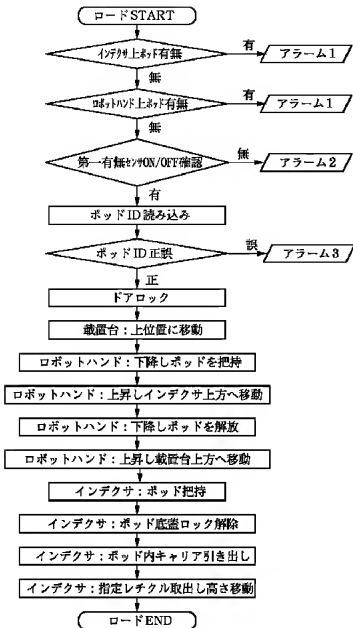 ロードSTART
インデクサ上ポッド有無
有
アラーム1
無
ロボットハンド上ポッド有無
有
アラーム1
無
第一有無センサON/OFF確認
無
アラーム2
有
ポッドID読み込み
ポッドID正誤
誤
アラーム3
正
ドアロック
載置台：上位置に移動
ロボットハンド：下降しポッドを把持
ロボットハンド：上昇しインデクサ上方へ移動
ロボットハンド：下降しポッドを解放
ロボットハンド：上昇し載置台上方へ移動
インデクサ：ポッド把持
インデクサ：ポッド底蓋ロック解除
インデクサ：ポッド内キャリア引き出し
インデクサ：指定レチクル取出し高さ移動
ロードEND